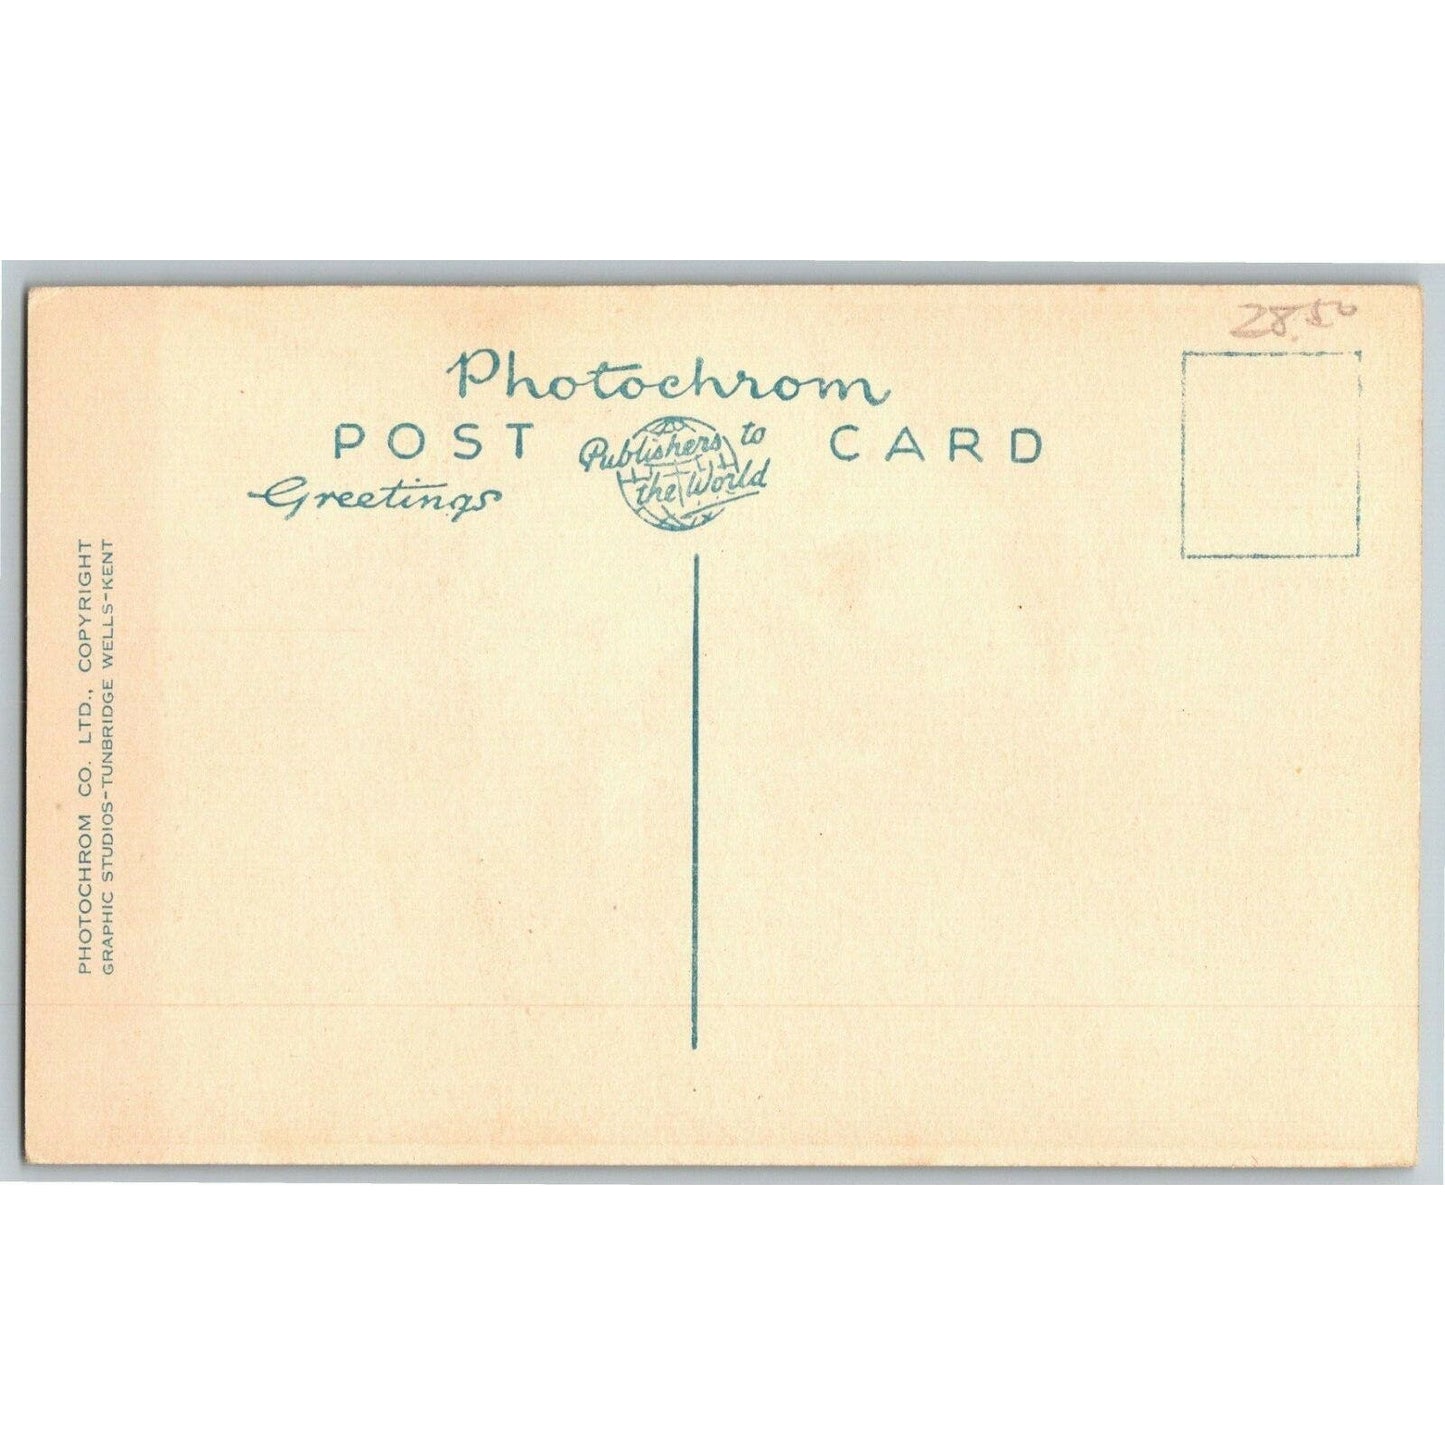 28.50
Photochrom
POST CARD
Publishers to
the World
Greetings
PHOTOCHROM CO. LTD., COPYRIGHT
GRAPHIC STUDIOS-TUNBRIDGE WELLS-KENT